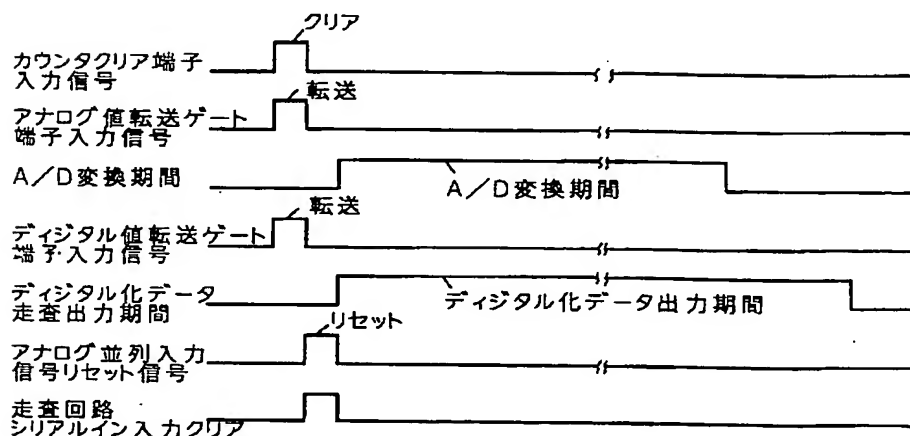 クリア
カウンタクリア端子
入力信号
転送
アナログ値転送ゲート
端子入力信号
A/D変換期間
A/D変換期間
転送
ディジタル値転送ゲート
端子入力信号
ディジタル化データ
走査出力期間
ディジタル化データ出力期間
リセット
アナログ並列入力
信号リセット信号
走査回路
シリアルイン入力クリア